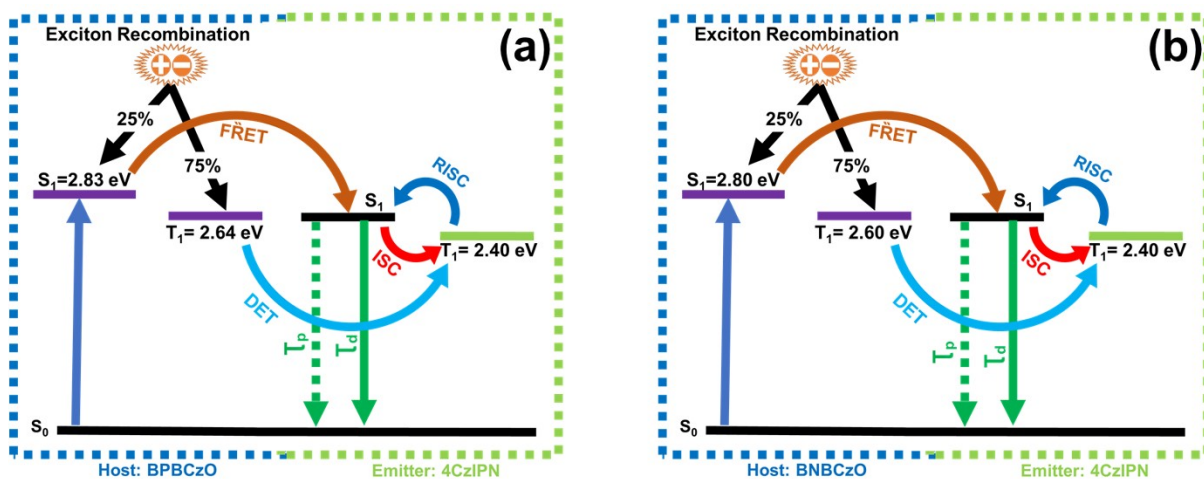 Exciton Recombination
(a)
25%
FRET
75%
RISC
S1=2.83 eV
S1
T1= 2.64 eV
T1= 2.40 eV
ISC
DET
τp
τd
S0
Host: BPBCzO
Emitter: 4CzIPN
Exciton Recombination
(b)
25%
FRET
75%
RISC
S1=2.80 eV
S1
T1= 2.60 eV
T1= 2.40 eV
ISC
DET
τp
τd
S0
Host: BNBCzO
Emitter: 4CzIPN